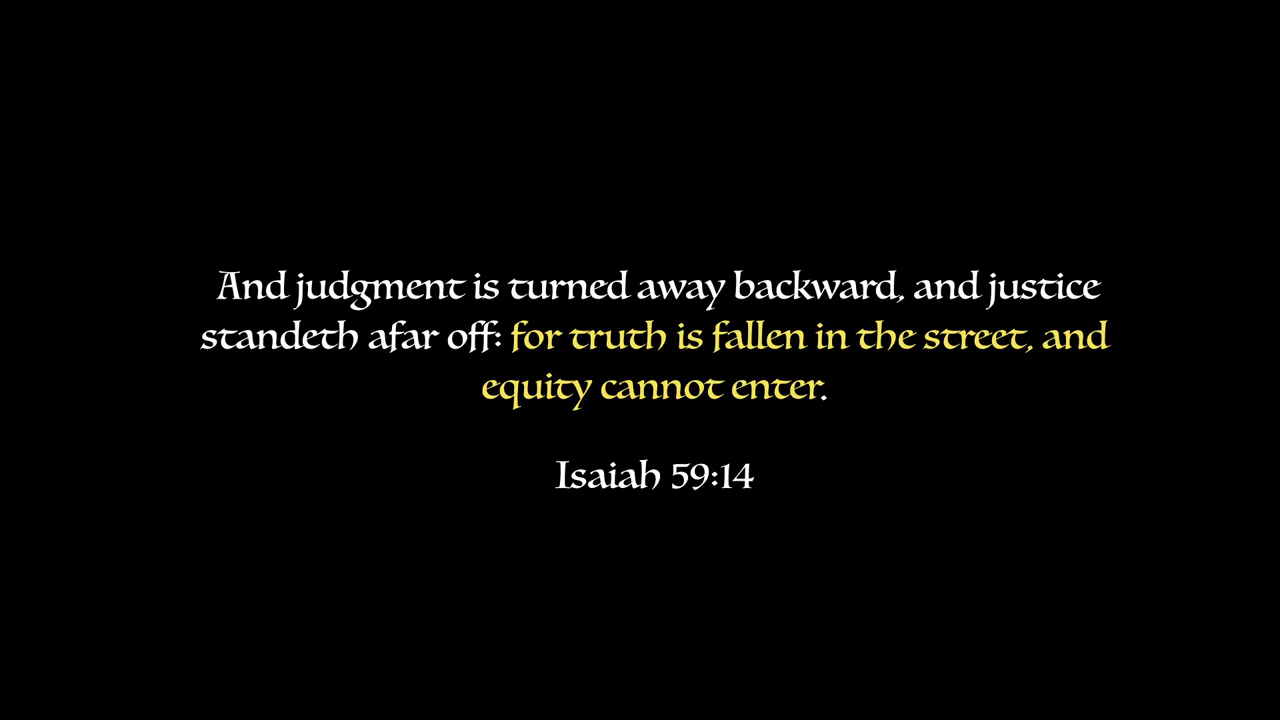 And judgment is turned away backward, and justice
standeth afar off: for truth is fallen in the street, and
equity cannot enter.
Isaiah 59:14